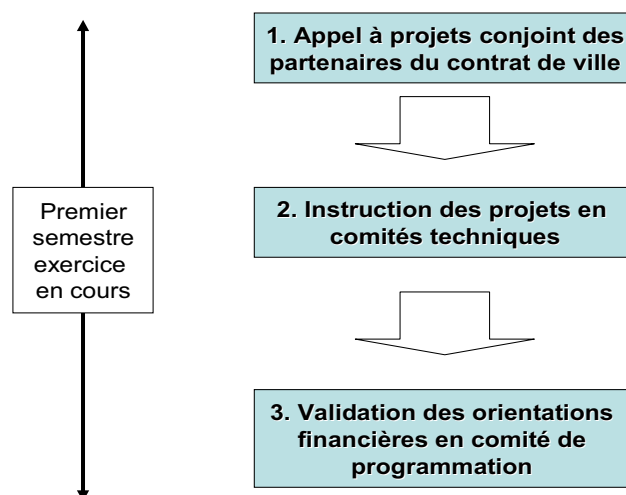 1. Appel à projets conjoint des
partenaires du contrat de ville
Premier
semestre
exercice
en cours
2. Instruction des projets en
comités techniques
3. Validation des orientations
financières en comité de
programmation